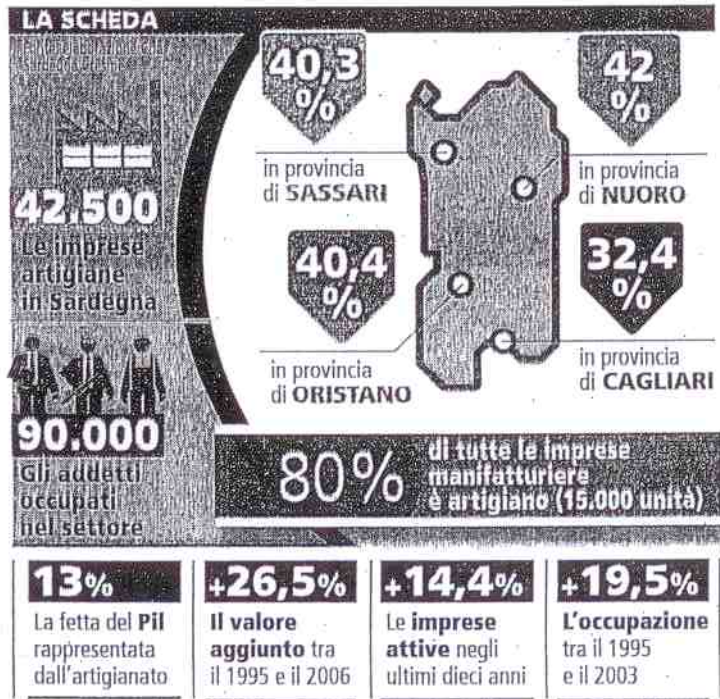 LA SCHEDA
42.500
Le imprese
artigiane
in Sardegna
90.000
Gli addetti
occupati
nel settore
40,3
%
in provincia
di SASSARI
42
%
in provincia
di NUORO
40,4
%
in provincia
di ORISTANO
32,4
%
in provincia
di CAGLIARI
80%
di tutte le imprese
manifatturiere
è artigiano (15.000 unità)
13%
La fetta del Pil
rappresentata
dall'artigianato
+26,5%
Il valore
aggiunto tra
il 1995 e il 2006
+14,4%
Le imprese
attive negli
ultimi dieci anni
+19,5%
L'occupazione
tra il 1995
e il 2003